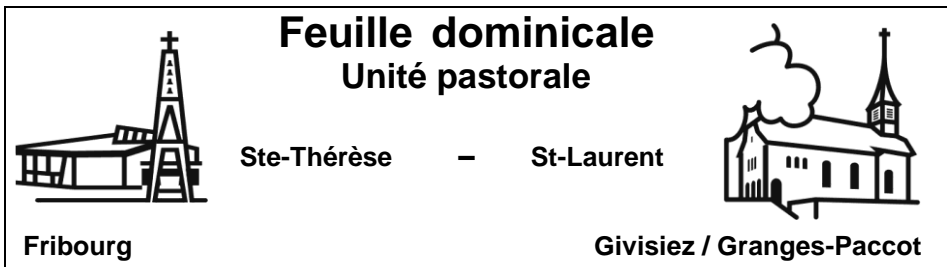 Feuille dominicale
Unité pastorale
Ste-Thérèse – St-Laurent
Fribourg Givisiez / Granges-Paccot